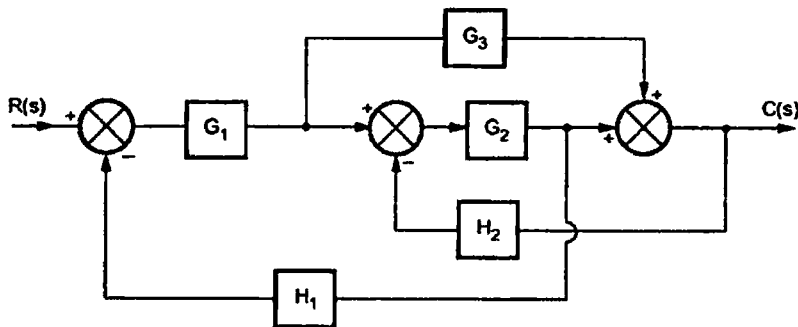 G₃
R(s) + G₁ + G₂ + + C(s)
− −
H₂
H₁